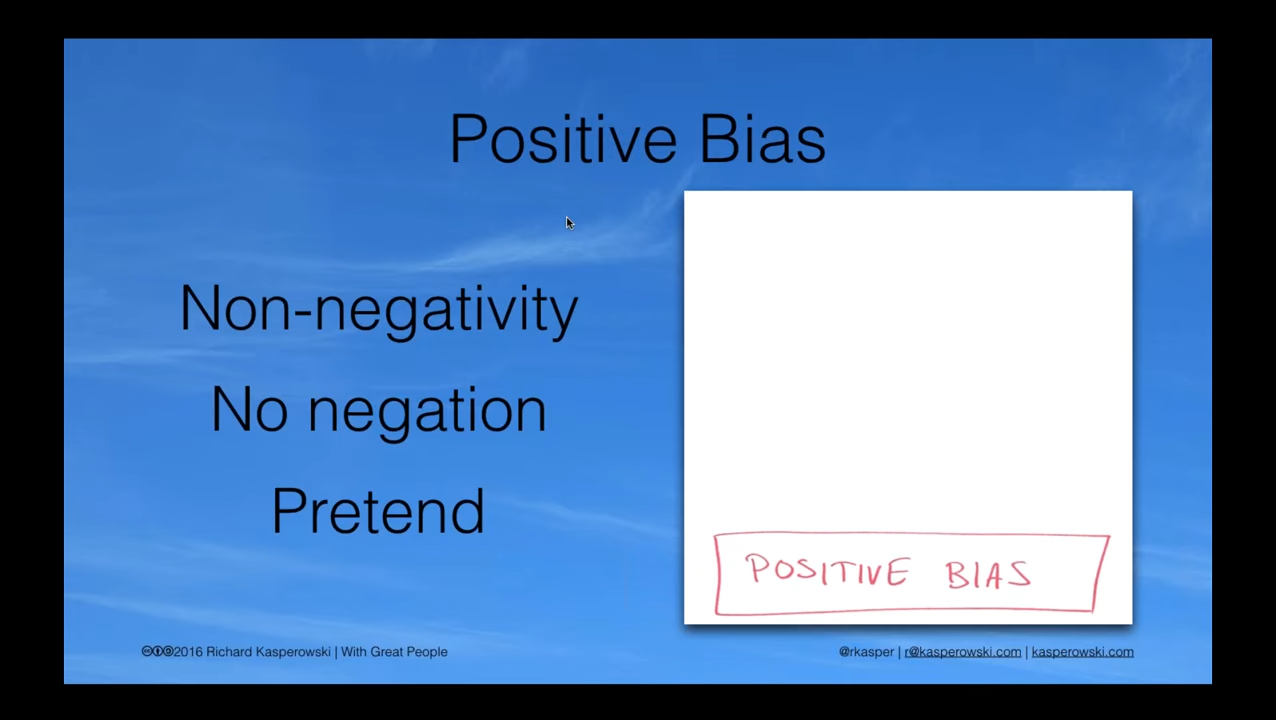 Positive Bias
Non-negativity
No negation
Pretend
POSITIVE BIAS
2016 Richard Kasperowski | With Great People
@rkasper | r@kasperowski.com | kasperowski.com